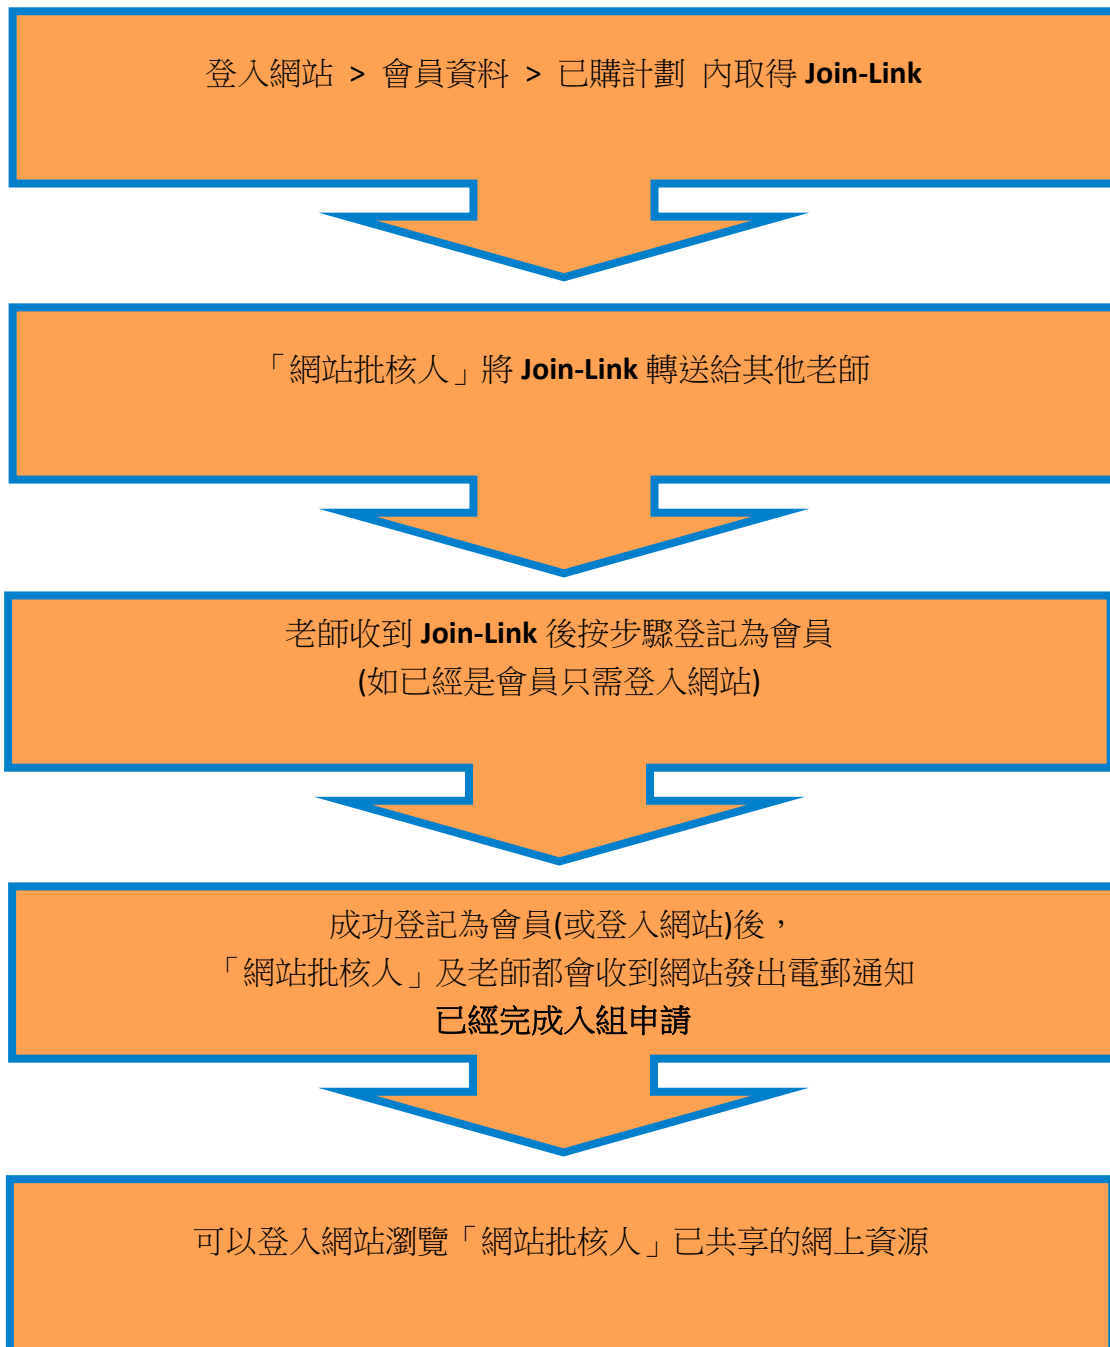 登入網站 > 會員資料 > 已購計劃 內取得 Join-Link
「網站批核人」將 Join-Link 轉送給其他老師
老師收到 Join-Link 後按步驟登記為會員
(如已經是會員只需登入網站)
成功登記為會員(或登入網站)後，
「網站批核人」及老師都會收到網站發出電郵通知
已經完成入組申請
可以登入網站瀏覽「網站批核人」已共享的網上資源